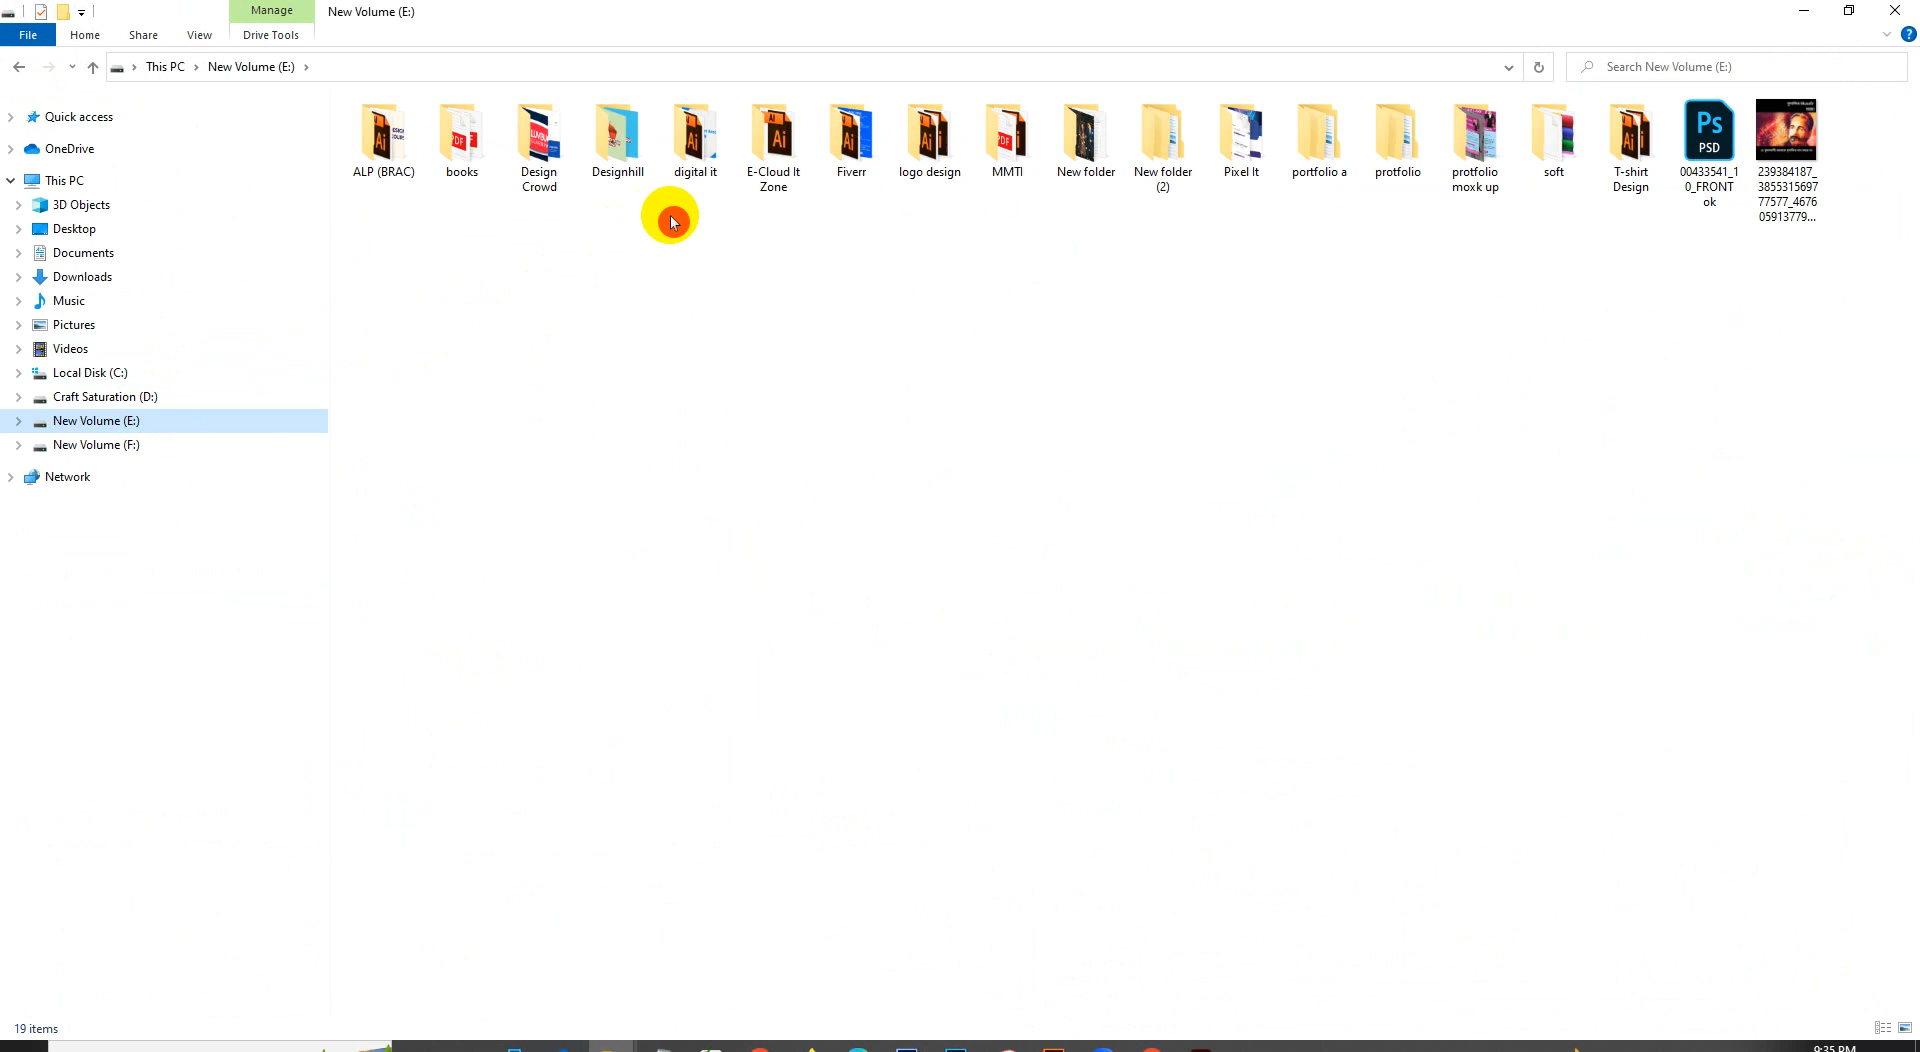 Manage
New Volume (E:)
File
Home
Share
View
Drive Tools
?
This PC
New Volume (E:)
Search New Volume (E:)
Quick access
OneDrive
This PC
3D Objects
Desktop
Documents
Downloads
Music
Pictures
Videos
Local Disk (C:)
Craft Saturation (D:)
New Volume (E:)
New Volume (F:)
Network
ALP (BRAC)
books
Design
Crowd
Designhill
digital it
E-Cloud It
Zone
Fiverr
logo design
MMTI
New folder
New folder
(2)
Pixel It
portfolio a
protfolio
protfolio
moxk up
soft
T-shirt
Design
Ps
PSD
00433541_1
0_FRONT
ok
239384187_
3855315697
77577_4676
05913779...
19 items
9:35 PM